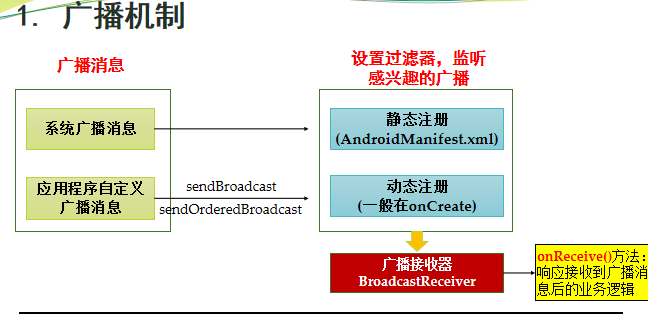 1. 广播机制
广播消息
设置过滤器，监听
感兴趣的广播
系统广播消息
静态注册
(AndroidManifest.xml)
应用程序自定义
广播消息
sendBroadcast
sendOrderedBroadcast
动态注册
(一般在onCreate)
广播接收器
BroadcastReceiver
onReceive()方法：
响应接收到广播消
息后的业务逻辑